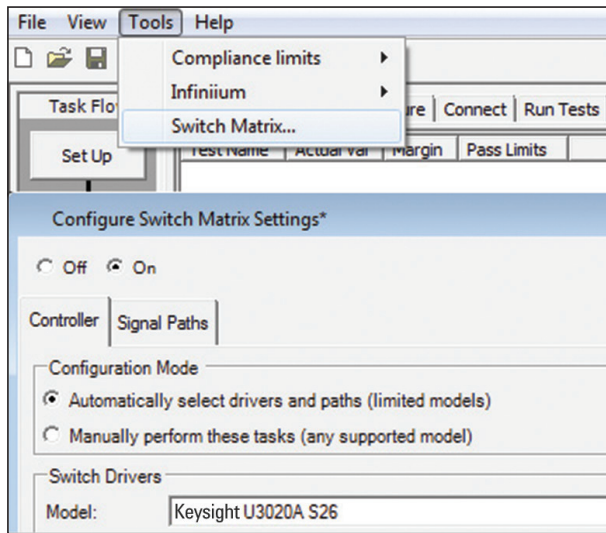 File View Tools Help
Compliance limits
Infiniium
Task Flo
Connect Run Tests
Switch Matrix...
Set Up
Test Name Actual Val Margin Pass Limits
Configure Switch Matrix Settings*
Off On
Controller Signal Paths
Configuration Mode
Automatically select drivers and paths (limited models)
Manually perform these tasks (any supported model)
Switch Drivers
Model: Keysight U3020A S26